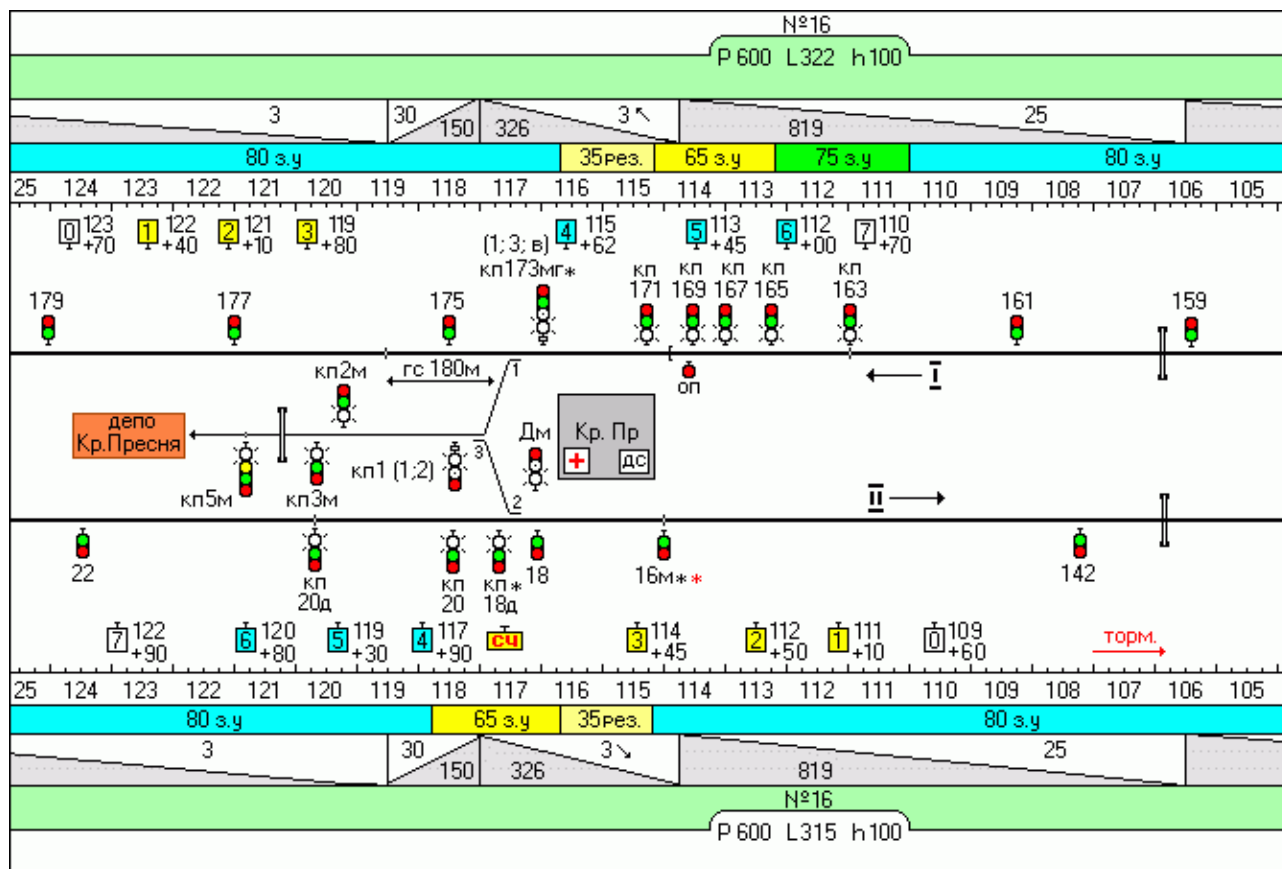 №16
Р 600 L322 h100
3 30 150 326 3↖ 819 25
80 з.у 35рез. 65 з.у 75 з.у 80 з.у
25 124 123 122 121 120 119 118 117 116 115 114 113 112 111 110 109 108 107 106 105
0 123 +70
1 122 +40
2 121 +10
3 119 +80
4 115 +62
5 113 +45
6 112 +00
7 110 +70
(1; 3; в)
кп173мг*
кп 171
кп 169
кп 167
кп 165
кп 163
179 177 175 161 159
кп2м
гс 180м
1
оп
I
депо
Кр.Пресня
кп5м
кп3м
кп1 (1;2)
3
Дм
Кр. Пр
+ ДС
2
II
22
кп 20д
кп 20
кп* 18д
18
16м**
142
7 122 +90
6 120 +80
5 119 +30
4 117 +90
СЧ
3 114 +45
2 112 +50
1 111 +10
0 109 +60
торм.
25 124 123 122 121 120 119 118 117 116 115 114 113 112 111 110 109 108 107 106 105
80 з.у 65 з.у 35рез. 80 з.у
3 30 150 326 3↘ 819 25
№16
Р 600 L315 h100